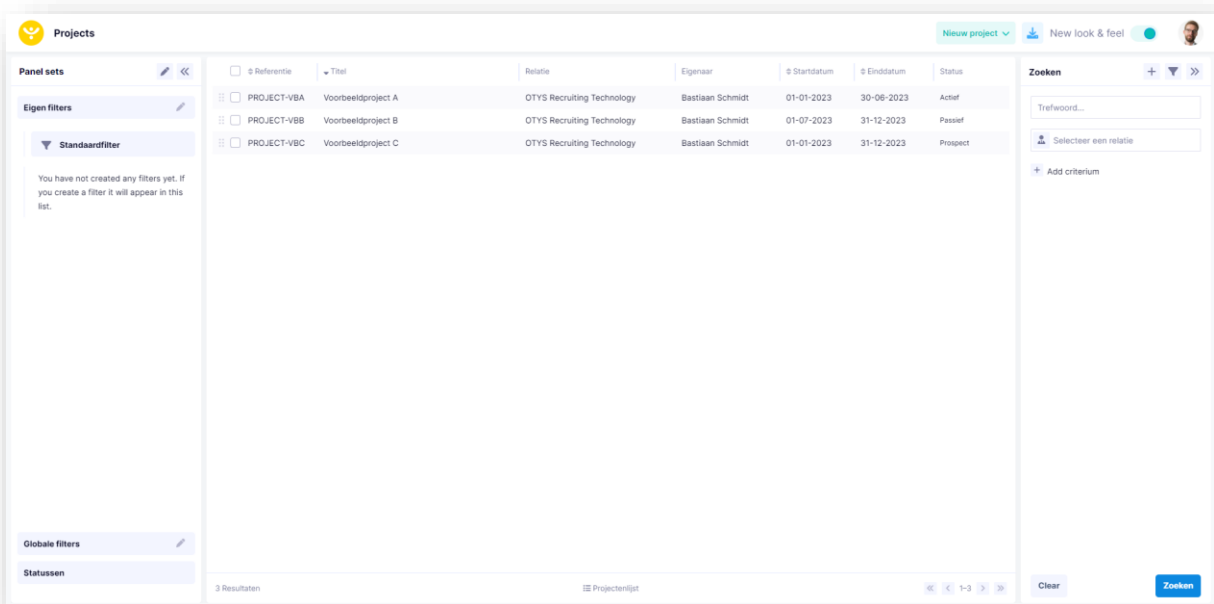 Projects
Nieuw project
New look & feel
Panel sets
Eigen filters
Standaardfilter
You have not created any filters yet. If
you create a filter it will appear in this
list.
Globale filters
Statussen
Referentie Titel Relatie Eigenaar Startdatum Einddatum Status
PROJECT-VBA Voorbeeldproject A OTYS Recruiting Technology Bastiaan Schmidt 01-01-2023 30-06-2023 Actief
PROJECT-VBB Voorbeeldproject B OTYS Recruiting Technology Bastiaan Schmidt 01-07-2023 31-12-2023 Passief
PROJECT-VBC Voorbeeldproject C OTYS Recruiting Technology Bastiaan Schmidt 01-01-2023 31-12-2023 Prospect
3 Resultaten Projectenlijst 1-3
Zoeken
Trefwoord...
Selecteer een relatie
+ Add criterium
Clear Zoeken